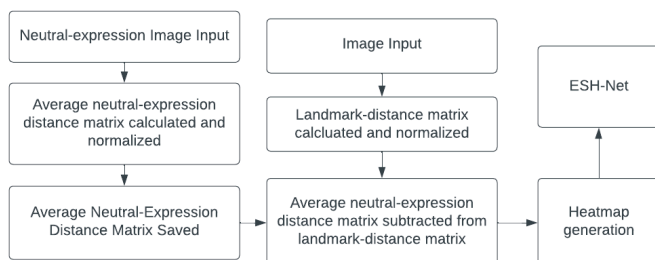 Neutral-expression Image Input
Average neutral-expression
distance matrix calculated and
normalized
Average Neutral-Expression
Distance Matrix Saved
Image Input
Landmark-distance matrix
calcluated and normalized
Average neutral-expression
distance matrix subtracted from
landmark-distance matrix
ESH-Net
Heatmap
generation